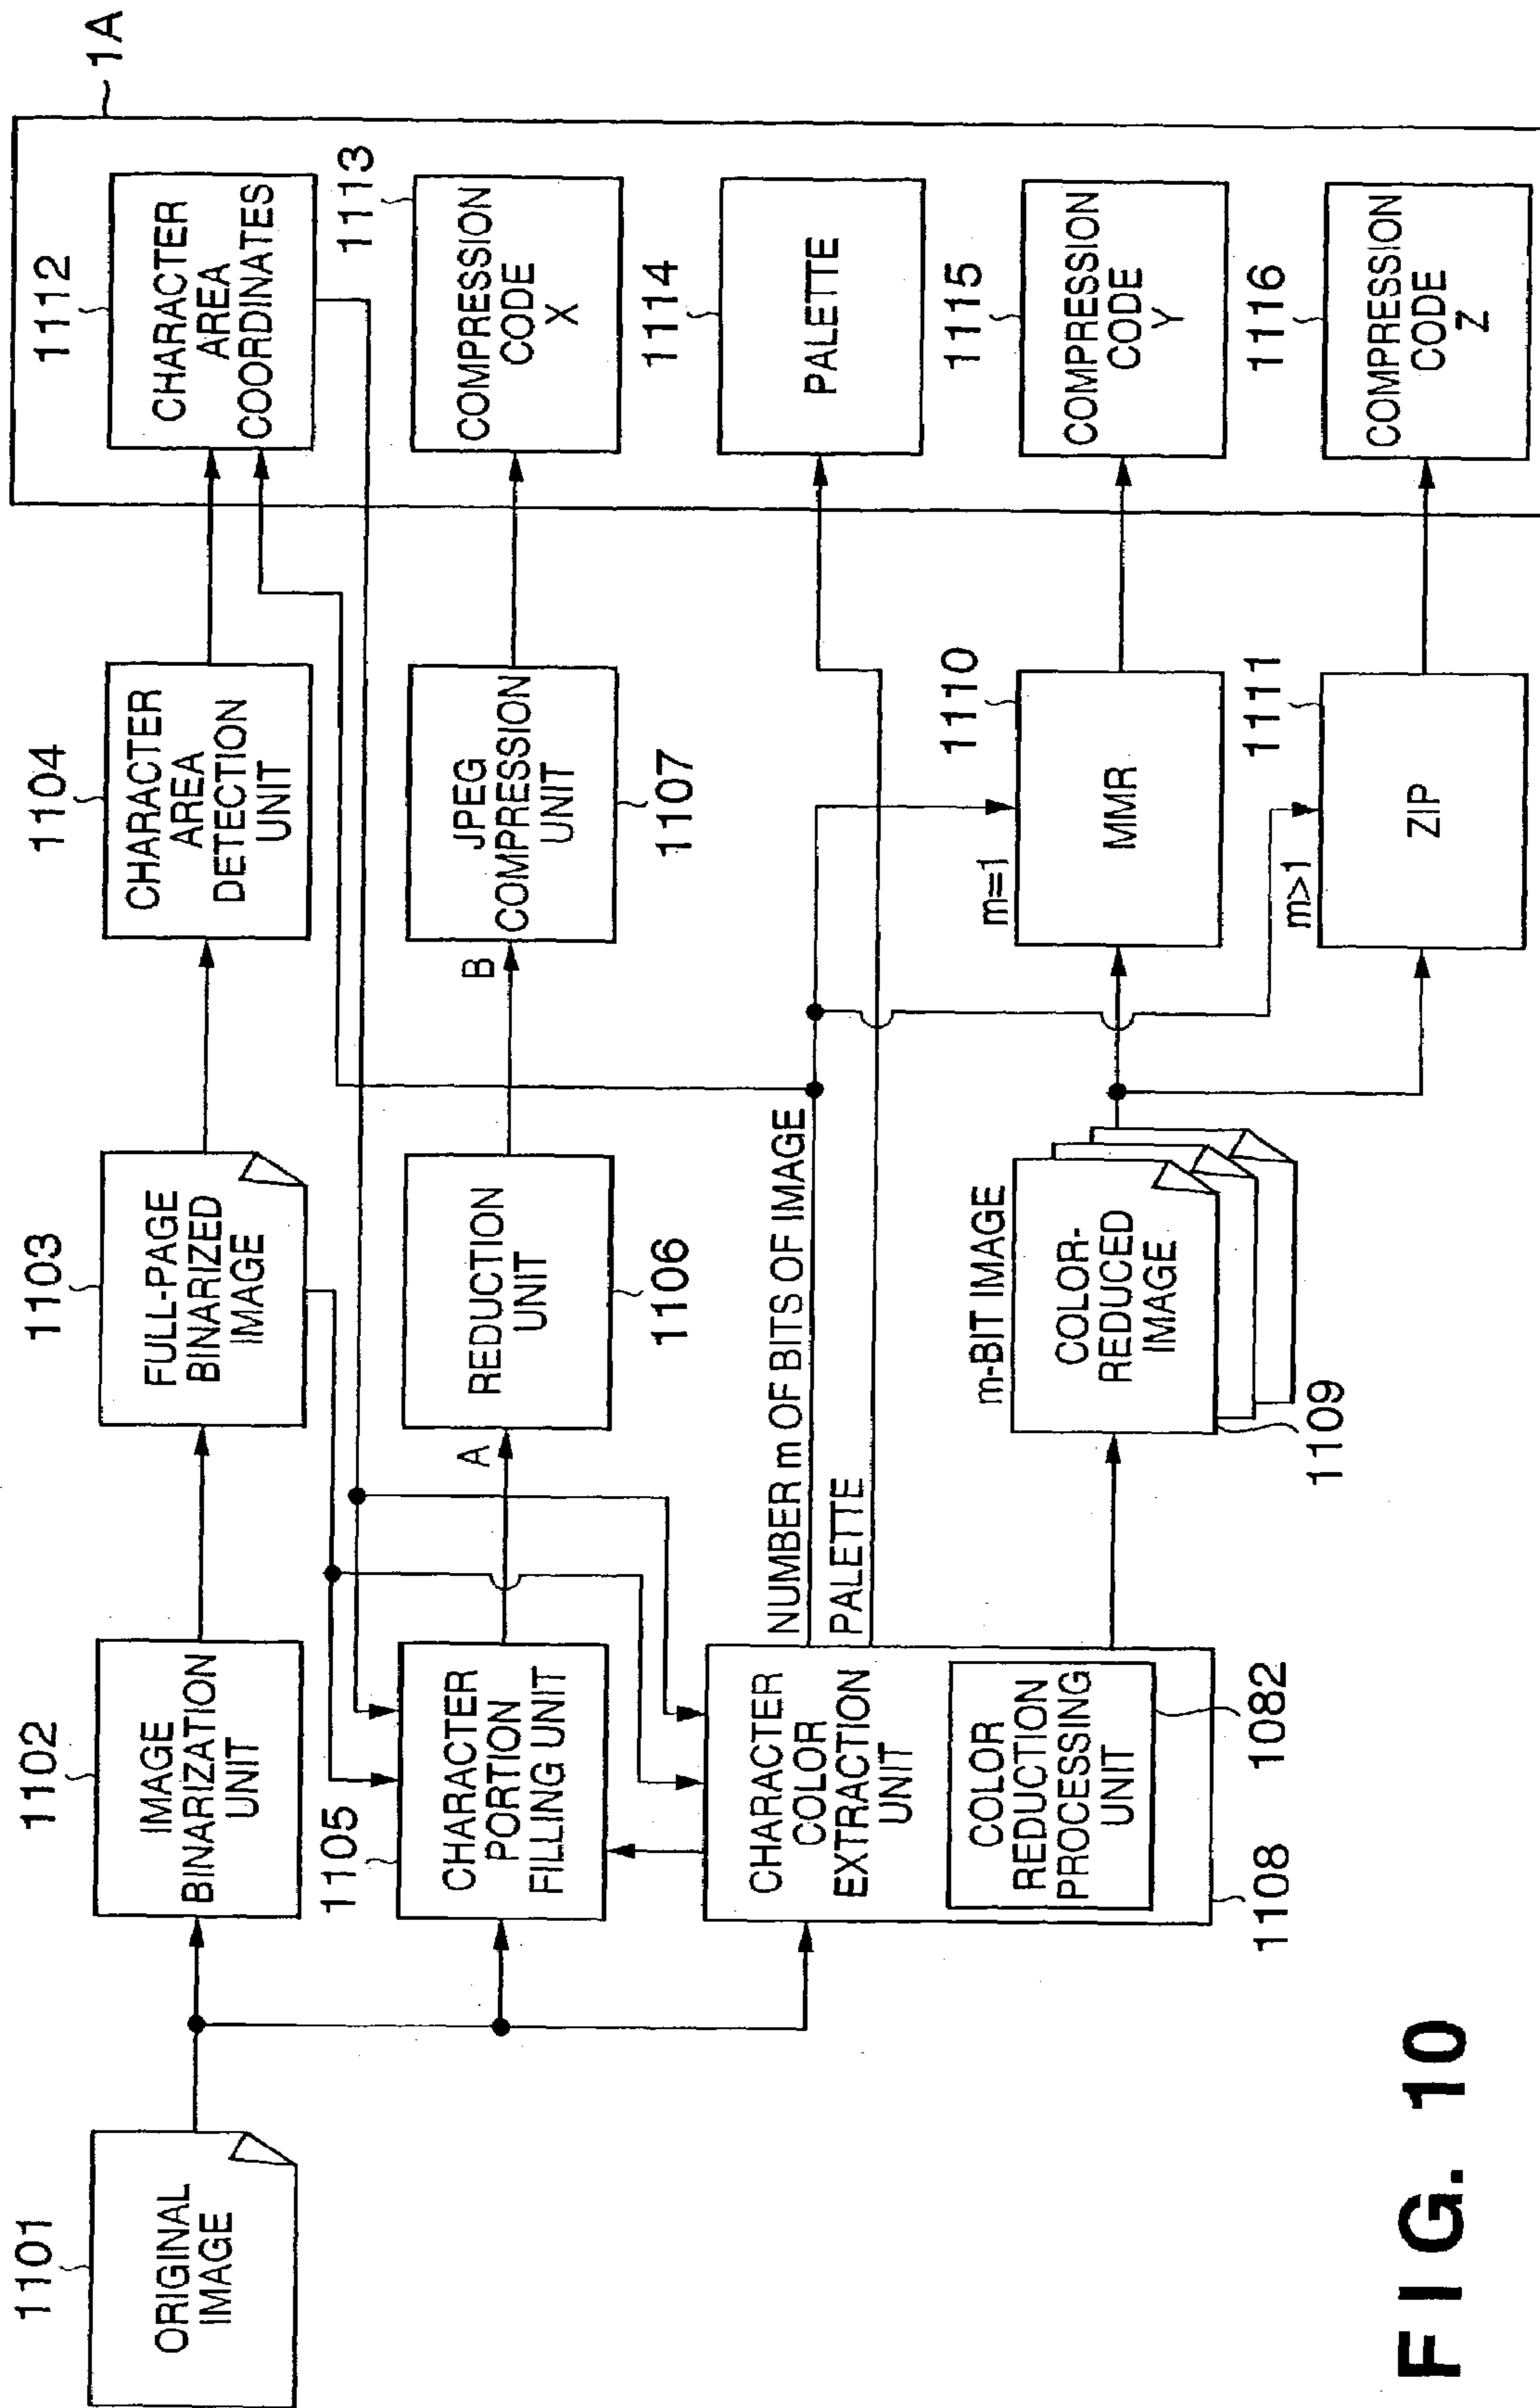 1101
ORIGINAL
IMAGE
1102
IMAGE
BINARIZATION
UNIT
1103
FULL-PAGE
BINARIZED
IMAGE
1104
CHARACTER
AREA
DETECTION
UNIT
1112
CHARACTER
AREA
COORDINATES
1A
1105
CHARACTER
PORTION
FILLING UNIT
A
REDUCTION
UNIT
1106
B
JPEG
COMPRESSION
UNIT
1107
1113
COMPRESSION
CODE
X
CHARACTER
COLOR
EXTRACTION
UNIT
COLOR
REDUCTION
PROCESSING
UNIT
1082
1108
NUMBER m OF BITS OF IMAGE
PALETTE
1114
PALETTE
m-BIT IMAGE
COLOR-
REDUCED
IMAGE
1109
m=1
1110
MMR
1115
COMPRESSION
CODE
Y
m>1
1111
ZIP
1116
COMPRESSION
CODE
Z
FIG. 10